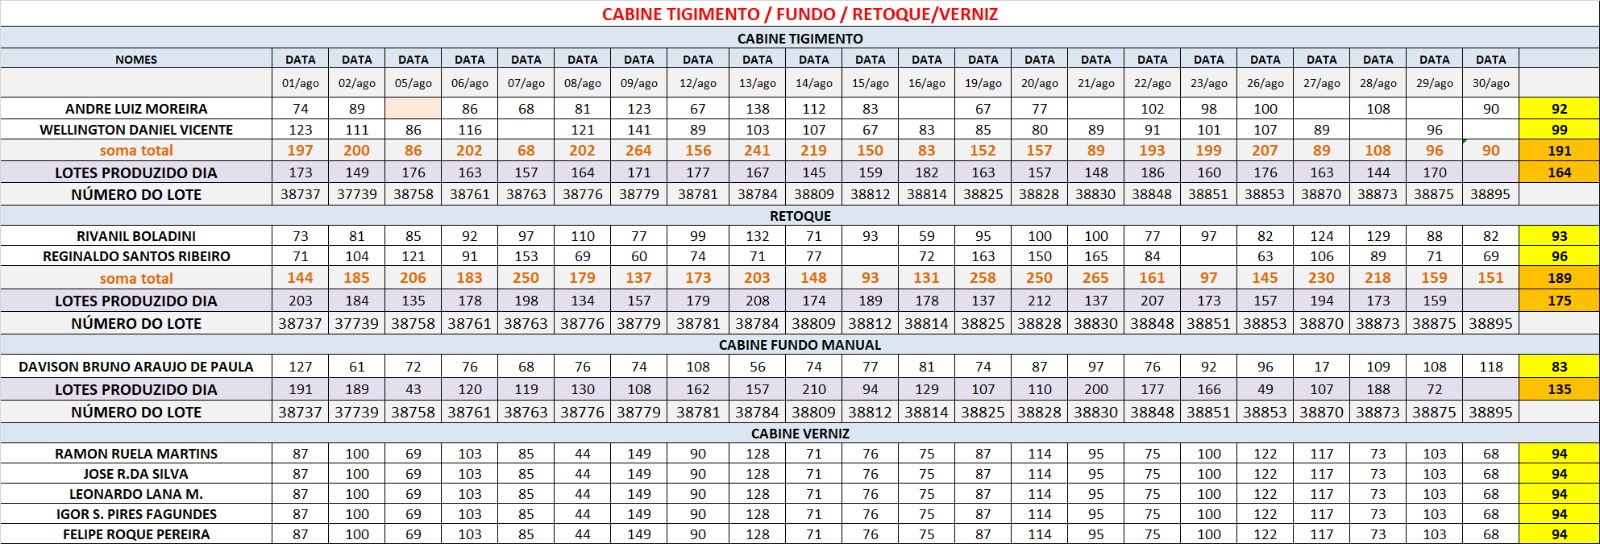 CABINE TIGIMENTO / FUNDO / RETOQUE/VERNIZ
CABINE TIGIMENTO
NOMES DATA DATA DATA DATA DATA DATA DATA DATA DATA DATA DATA DATA DATA DATA DATA DATA DATA DATA DATA DATA DATA DATA
01/ago 02/ago 05/ago 06/ago 07/ago 08/ago 09/ago 12/ago 13/ago 14/ago 15/ago 16/ago 19/ago 20/ago 21/ago 22/ago 23/ago 26/ago 27/ago 28/ago 29/ago 30/ago
ANDRE LUIZ MOREIRA 74 89 86 68 81 123 67 138 112 83 67 77 102 98 100 108 90 92
WELLINGTON DANIEL VICENTE 123 111 86 116 121 141 89 103 107 67 83 85 80 89 91 101 107 89 96 99
soma total 197 200 86 202 68 202 264 156 241 219 150 83 152 157 89 193 199 207 89 108 96 90 191
LOTES PRODUZIDO DIA 173 149 176 163 157 164 171 177 167 145 159 182 163 157 148 186 160 176 163 144 170 164
NÚMERO DO LOTE 38737 37739 38758 38761 38763 38776 38779 38781 38784 38809 38812 38814 38825 38828 38830 38848 38851 38853 38870 38873 38875 38895
RETOQUE
RIVANIL BOLADINI 73 81 85 92 97 110 77 99 132 71 93 59 95 100 100 77 97 82 124 129 88 82 93
REGINALDO SANTOS RIBEIRO 71 104 121 91 153 69 60 74 71 77 72 163 150 165 84 63 106 89 71 69 96
soma total 144 185 206 183 250 179 137 173 203 148 93 131 258 250 265 161 97 145 230 218 159 151 189
LOTES PRODUZIDO DIA 203 184 135 178 198 134 157 179 208 174 189 178 137 212 137 207 173 157 194 173 159 175
NÚMERO DO LOTE 38737 37739 38758 38761 38763 38776 38779 38781 38784 38809 38812 38814 38825 38828 38830 38848 38851 38853 38870 38873 38875 38895
CABINE FUNDO MANUAL
DAVISON BRUNO ARAUJO DE PAULA 127 61 72 76 68 76 74 108 56 74 77 81 74 87 97 76 92 96 17 109 108 118 83
LOTES PRODUZIDO DIA 191 189 43 120 119 130 108 162 157 210 94 129 107 110 200 177 166 49 107 188 72 135
NÚMERO DO LOTE 38737 37739 38758 38761 38763 38776 38779 38781 38784 38809 38812 38814 38825 38828 38830 38848 38851 38853 38870 38873 38875 38895
CABINE VERNIZ
RAMON RUELA MARTINS 87 100 69 103 85 44 149 90 128 71 76 75 87 114 95 75 100 122 117 73 103 68 94
JOSE R.DA SILVA 87 100 69 103 85 44 149 90 128 71 76 75 87 114 95 75 100 122 117 73 103 68 94
LEONARDO LANA M. 87 100 69 103 85 44 149 90 128 71 76 75 87 114 95 75 100 122 117 73 103 68 94
IGOR S. PIRES FAGUNDES 87 100 69 103 85 44 149 90 128 71 76 75 87 114 95 75 100 122 117 73 103 68 94
FELIPE ROQUE PEREIRA 87 100 69 103 85 44 149 90 128 71 76 75 87 114 95 75 100 122 117 73 103 68 94